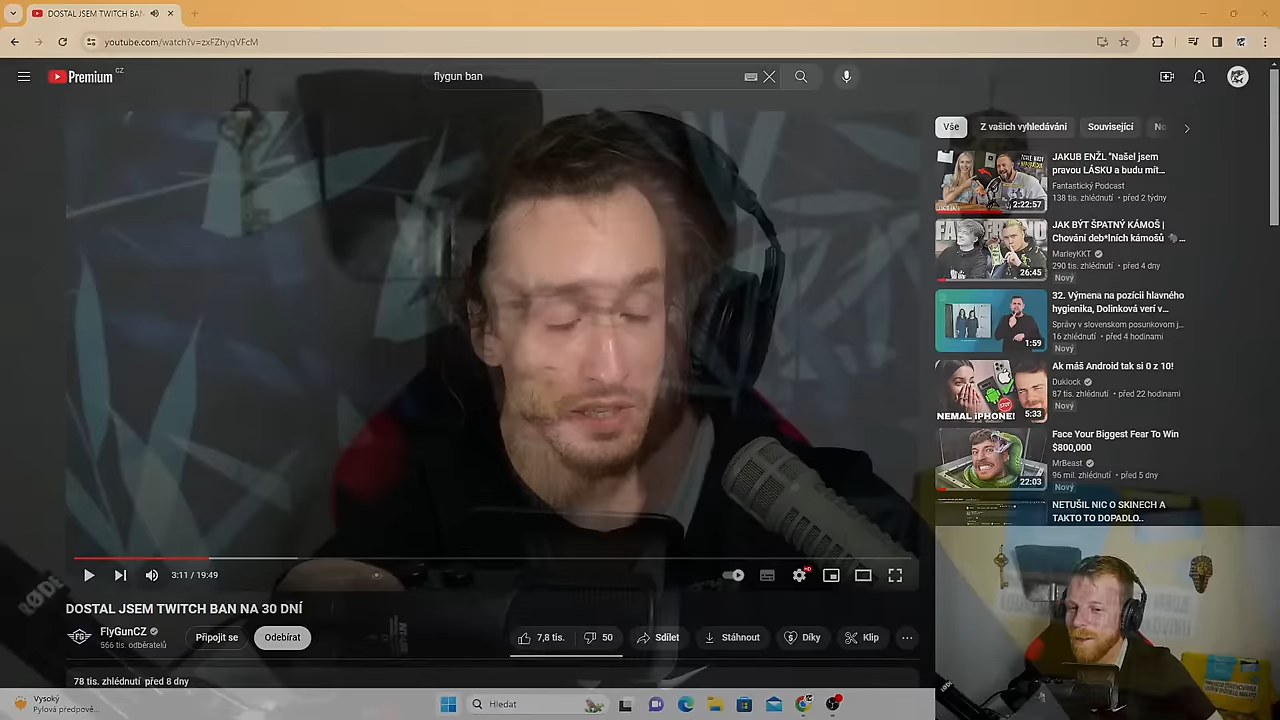 DOSTAL JSEM TWITCH BAN
youtube.com/watch?v=zxFZhyqVFcM
Premium CZ
flygun ban
Vše
Z vašich vyhledávání
Související
JAKUB ENŽL "Našel jsem
pravou LÁSKU a budu mít...
Fantastický Podcast
138 tis. zhlédnutí • před 2 týdny
2:22:57
JAK BÝT ŠPATNÝ KÁMOŠ |
Chování deb*lních kámošů
MarleyKKT
290 tis. zhlédnutí • před 4 dny
Nový
26:45
32. Výmena na pozícii hlavného
hygienika, Dolinková verí v...
Správy v slovenskom posunkovom j...
16 zhlédnutí • před 4 hodinami
Nový
1:59
Ak máš Android tak si 0 z 10!
Duklock
87 tis. zhlédnutí • před 22 hodinami
Nový
NEMAL iPHONE!
5:33
Face Your Biggest Fear To Win
$800,000
MrBeast
96 mil. zhlédnutí • před 5 dny
Nový
22:03
NETUŠIL NIC O SKINECH A
TAKTO TO DOPADLO..
3:11 / 19:49
HD
RØDE
DOSTAL JSEM TWITCH BAN NA 30 DNÍ
FlyGunCZ
566 tis. odběratelů
Připojit se
Odebírat
7,8 tis.
50
Sdílet
Stáhnout
Díky
Klip
78 tis. zhlédnutí před 8 dny
Vysoký
Pylová předpově...
Hledat